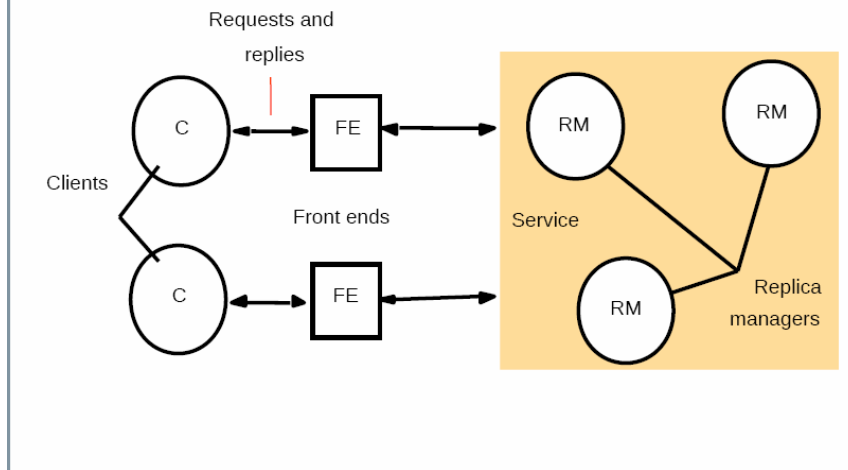 Requests and
replies
C
FE
RM
RM
Clients
Front ends
Service
C
FE
RM
Replica
managers